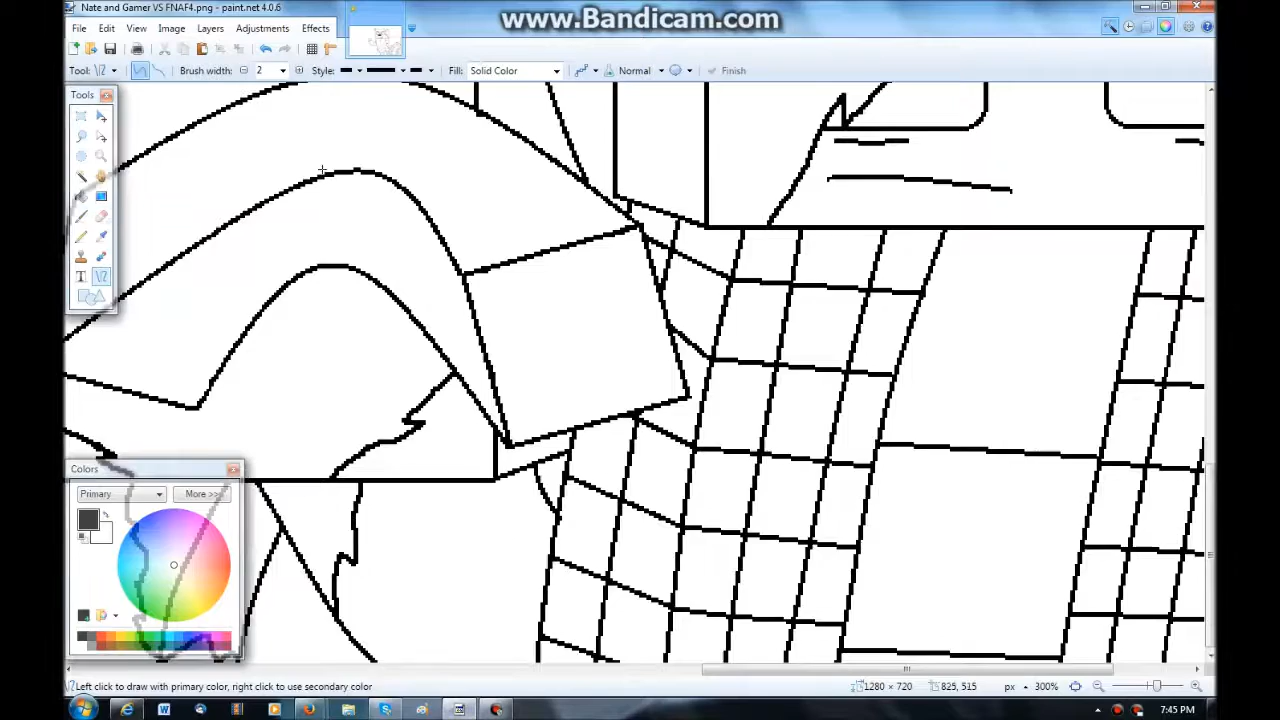 Nate and Gamer VS FNAF4.png - paint.net 4.0.6
www.Bandicam.com
File Edit View Image Layers Adjustments Effects
Tool: Brush width: 2 Style: Fill: Solid Color Normal Finish
Tools
Colors
Primary More >>
Left click to draw with primary color, right click to use secondary color
1280 × 720 825, 515 px 300%
7:45 PM